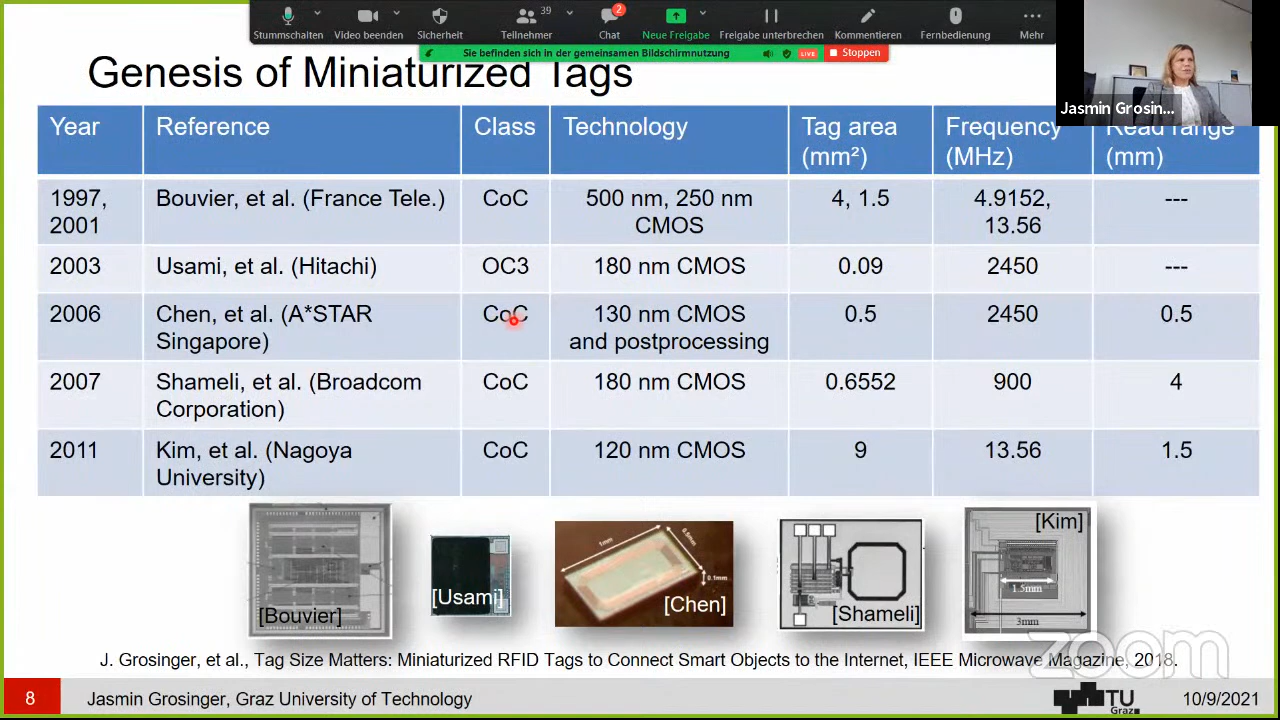 39
2
Stummschalten Video beenden Sicherheit Teilnehmer Chat Neue Freigabe Freigabe unterbrechen Kommentieren Fernbedienung Mehr
Sie befinden sich in der gemeinsamen Bildschirmnutzung LIVE Stoppen
Jasmin Grosin...
Genesis of Miniaturized Tags
Year Reference Class Technology Tag area Frequency Read range
(mm²) (MHz) (mm)
1997, Bouvier, et al. (France Tele.) CoC 500 nm, 250 nm 4, 1.5 4.9152, ---
2001 CMOS 13.56
2003 Usami, et al. (Hitachi) OC3 180 nm CMOS 0.09 2450 ---
2006 Chen, et al. (A*STAR CoC 130 nm CMOS 0.5 2450 0.5
Singapore) and postprocessing
2007 Shameli, et al. (Broadcom CoC 180 nm CMOS 0.6552 900 4
Corporation)
2011 Kim, et al. (Nagoya CoC 120 nm CMOS 9 13.56 1.5
University)
[Bouvier]
[Usami]
1mm 0.5mm 0.1mm
[Chen]
[Shameli]
[Kim]
1.5mm
3mm
zoom
J. Grosinger, et al., Tag Size Matters: Miniaturized RFID Tags to Connect Smart Objects to the Internet, IEEE Microwave Magazine, 2018.
8 Jasmin Grosinger, Graz University of Technology TU Graz 10/9/2021